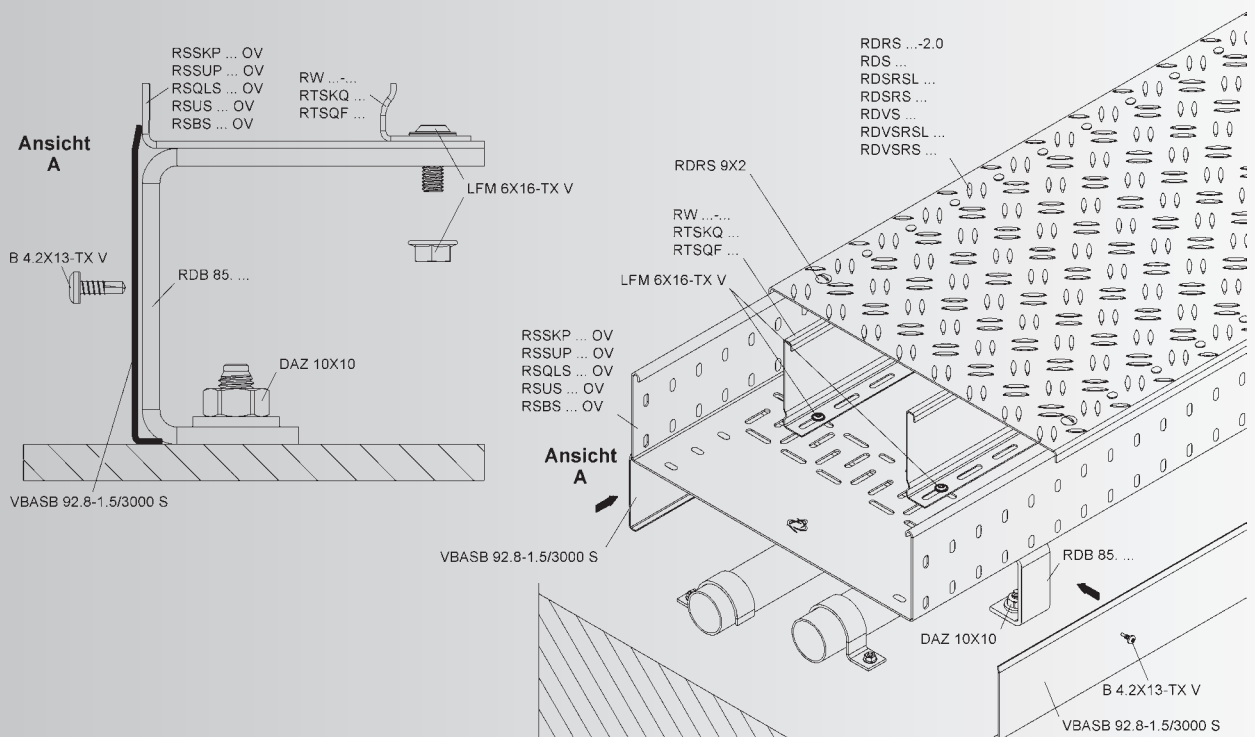 RSSKP ... OV
RSSUP ... OV
RSQLS ... OV
RSUS ... OV
RSBS ... OV
RW ...-...
RTSKQ ...
RTSQF ...
Ansicht
A
LFM 6X16-TX V
B 4.2X13-TX V
RDB 85. ...
DAZ 10X10
VBASB 92.8-1.5/3000 S
RDRS ...-2.0
RDS ...
RDSRSL ...
RDSRS ...
RDVS ...
RDVSRSL ...
RDVSRS ...
RDRS 9X2
RW ...-...
RTSKQ ...
RTSQF ...
LFM 6X16-TX V
RSSKP ... OV
RSSUP ... OV
RSQLS ... OV
RSUS ... OV
RSBS ... OV
Ansicht
A
VBASB 92.8-1.5/3000 S
RDB 85. ...
DAZ 10X10
B 4.2X13-TX V
VBASB 92.8-1.5/3000 S